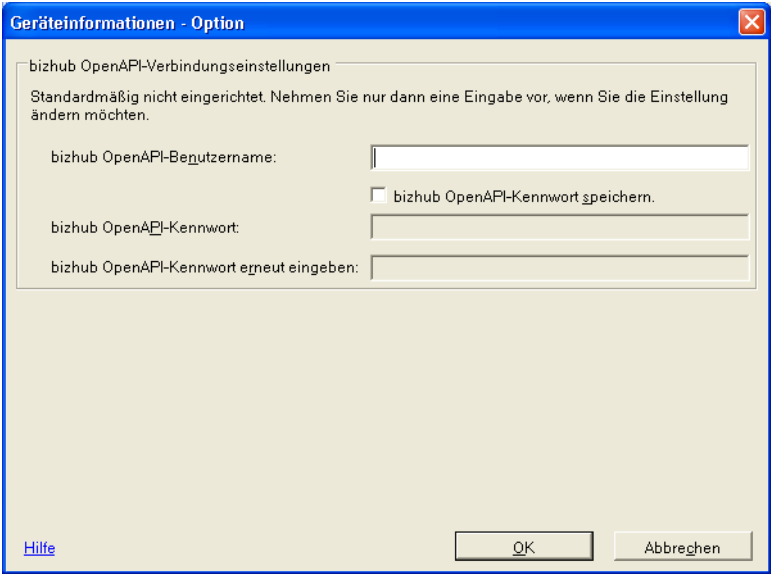 Geräteinformationen - Option
bizhub OpenAPI-Verbindungseinstellungen
Standardmäßig nicht eingerichtet. Nehmen Sie nur dann eine Eingabe vor, wenn Sie die Einstellung
ändern möchten.
bizhub OpenAPI-Benutzername:
bizhub OpenAPI-Kennwort speichern.
bizhub OpenAPI-Kennwort:
bizhub OpenAPI-Kennwort erneut eingeben:
Hilfe
OK
Abbrechen